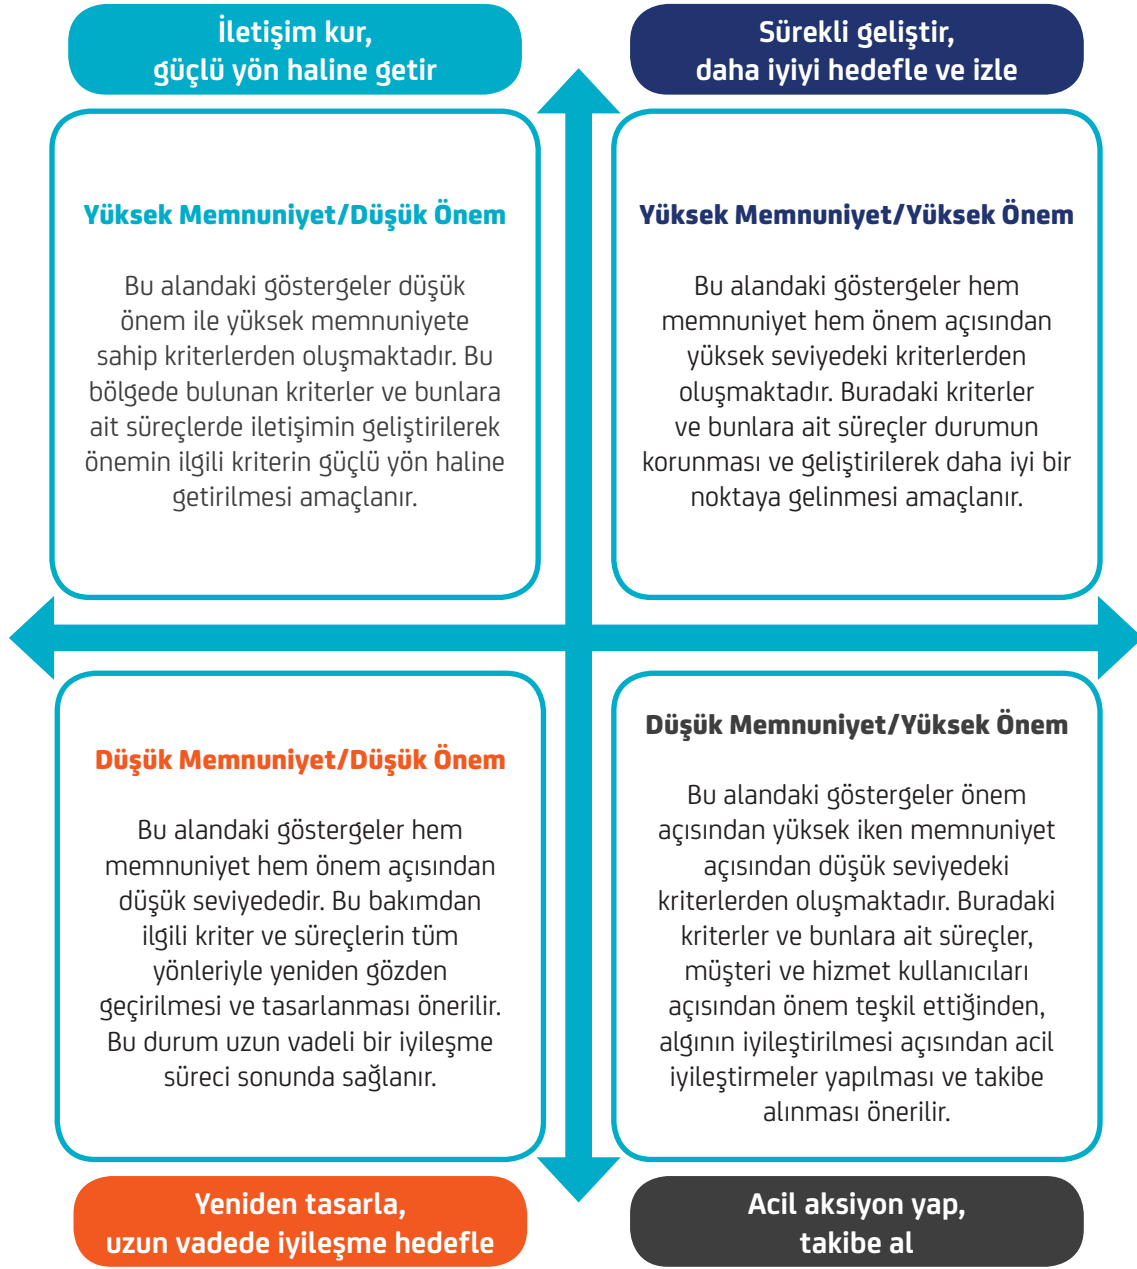 İletişim kur,
güçlü yön haline getir
Yüksek Memnuniyet/Düşük Önem
Bu alandaki göstergeler düşük
önem ile yüksek memnuniyete
sahip kriterlerden oluşmaktadır. Bu
bölgede bulunan kriterler ve bunlara
ait süreçlerde iletişimin geliştirilerek
önemin ilgili kriterin güçlü yön haline
getirilmesi amaçlanır.
Sürekli geliştir,
daha iyiyi hedefle ve izle
Yüksek Memnuniyet/Yüksek Önem
Bu alandaki göstergeler hem
memnuniyet hem önem açısından
yüksek seviyedeki kriterlerden
oluşmaktadır. Buradaki kriterler
ve bunlara ait süreçler durumun
korunması ve geliştirilerek daha iyi bir
noktaya gelinmesi amaçlanır.
Düşük Memnuniyet/Düşük Önem
Bu alandaki göstergeler hem
memnuniyet hem önem açısından
düşük seviyededir. Bu bakımdan
ilgili kriter ve süreçlerin tüm
yönleriyle yeniden gözden
geçirilmesi ve tasarlanması önerilir.
Bu durum uzun vadeli bir iyileşme
süreci sonunda sağlanır.
Yeniden tasarla,
uzun vadede iyileşme hedefle
Düşük Memnuniyet/Yüksek Önem
Bu alandaki göstergeler önem
açısından yüksek iken memnuniyet
açısından düşük seviyedeki
kriterlerden oluşmaktadır. Buradaki
kriterler ve bunlara ait süreçler,
müşteri ve hizmet kullanıcıları
açısından önem teşkil ettiğinden,
algının iyileştirilmesi açısından acil
iyileştirmeler yapılması ve takibe
alınması önerilir.
Acil aksiyon yap,
takibe al